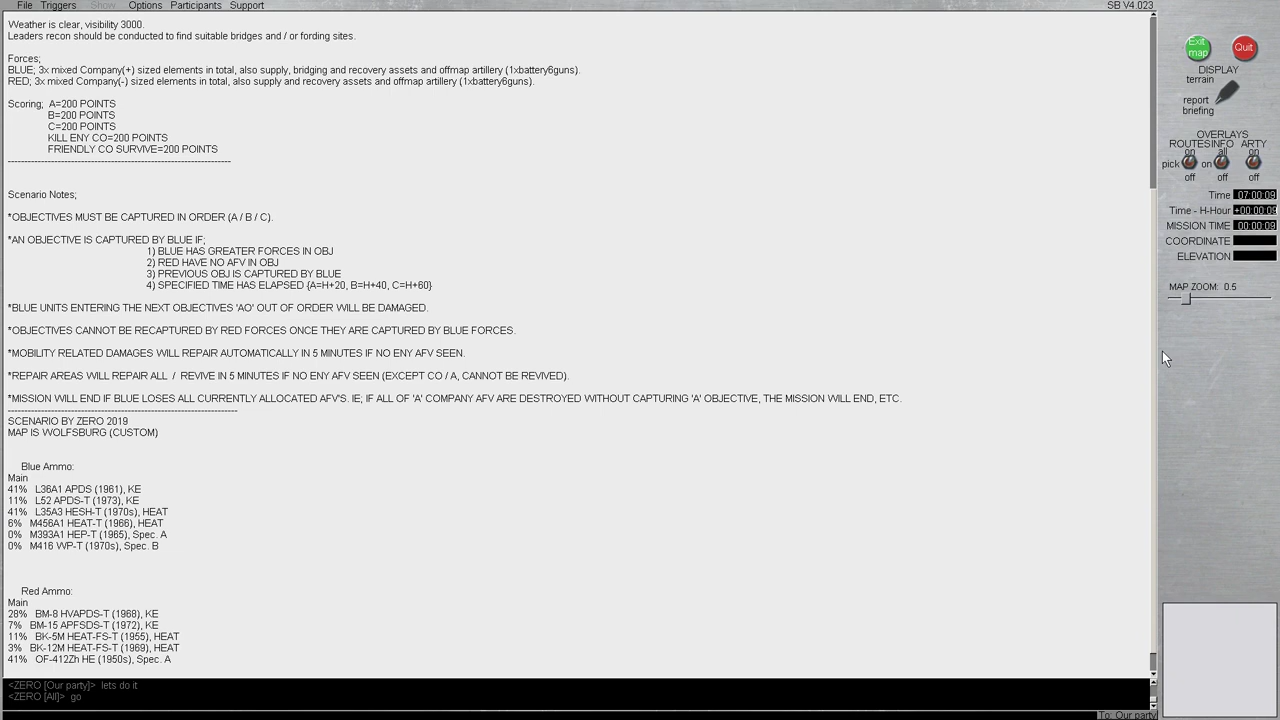 File Triggers Show Options Participants Support SB V4.023
Weather is clear, visibility 3000.
Leaders recon should be conducted to find suitable bridges and / or fording sites.
Forces;
BLUE; 3x mixed Company(+) sized elements in total, also supply, bridging and recovery assets and offmap artillery (1xbattery6guns).
RED; 3x mixed Company(-) sized elements in total, also supply and recovery assets and offmap artillery (1xbattery6guns).
Scoring; A=200 POINTS
B=200 POINTS
C=200 POINTS
KILL ENY CO=200 POINTS
FRIENDLY CO SURVIVE=200 POINTS
--------------------------------------------------------------------------
Scenario Notes;
*OBJECTIVES MUST BE CAPTURED IN ORDER (A / B / C).
*AN OBJECTIVE IS CAPTURED BY BLUE IF;
1) BLUE HAS GREATER FORCES IN OBJ
2) RED HAVE NO AFV IN OBJ
3) PREVIOUS OBJ IS CAPTURED BY BLUE
4) SPECIFIED TIME HAS ELAPSED {A=H+20, B=H+40, C=H+60}
*BLUE UNITS ENTERING THE NEXT OBJECTIVES 'AO' OUT OF ORDER WILL BE DAMAGED.
*OBJECTIVES CANNOT BE RECAPTURED BY RED FORCES ONCE THEY ARE CAPTURED BY BLUE FORCES.
*MOBILITY RELATED DAMAGES WILL REPAIR AUTOMATICALLY IN 5 MINUTES IF NO ENY AFV SEEN.
*REPAIR AREAS WILL REPAIR ALL / REVIVE IN 5 MINUTES IF NO ENY AFV SEEN (EXCEPT CO / A, CANNOT BE REVIVED).
*MISSION WILL END IF BLUE LOSES ALL CURRENTLY ALLOCATED AFV'S. IE; IF ALL OF 'A' COMPANY AFV ARE DESTROYED WITHOUT CAPTURING 'A' OBJECTIVE, THE MISSION WILL END, ETC.
----------------------------------------------------------------------------
SCENARIO BY ZERO 2019
MAP IS WOLFSBURG (CUSTOM)
Blue Ammo:
Main
41% L36A1 APDS (1961), KE
11% L52 APDS-T (1973), KE
41% L35A3 HESH-T (1970s), HEAT
6% M456A1 HEAT-T (1966), HEAT
0% M393A1 HEP-T (1965), Spec. A
0% M416 WP-T (1970s), Spec. B
Red Ammo:
Main
28% BM-8 HVAPDS-T (1968), KE
7% BM-15 APFSDS-T (1972), KE
11% BK-5M HEAT-FS-T (1955), HEAT
3% BK-12M HEAT-FS-T (1969), HEAT
41% OF-412Zh HE (1950s), Spec. A
<ZERO [Our party]> lets do it
<ZERO [All]> go
To: Our party
Exit map
Quit
DISPLAY
terrain
report
briefing
OVERLAYS
ROUTES INFO ARTY
on all on
pick on
off off off
Time 07:00:09
Time - H-Hour +00:00:09
MISSION TIME 00:00:09
COORDINATE
ELEVATION
MAP ZOOM: 0.5